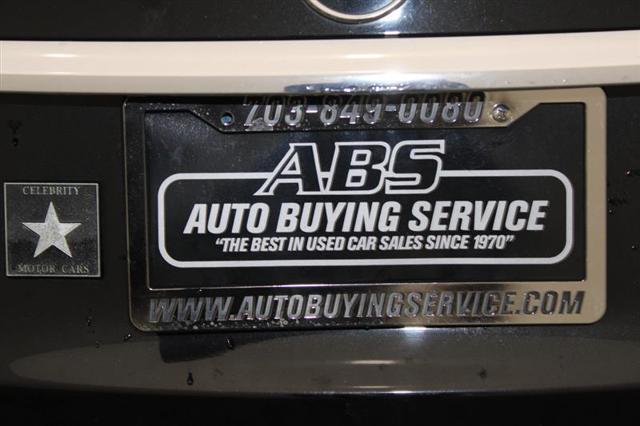 703-849-0080
ABS
AUTO BUYING SERVICE
"THE BEST IN USED CAR SALES SINCE 1970"
WWW.AUTOBUYINGSERVICE.COM
CELEBRITY
MOTOR CARS